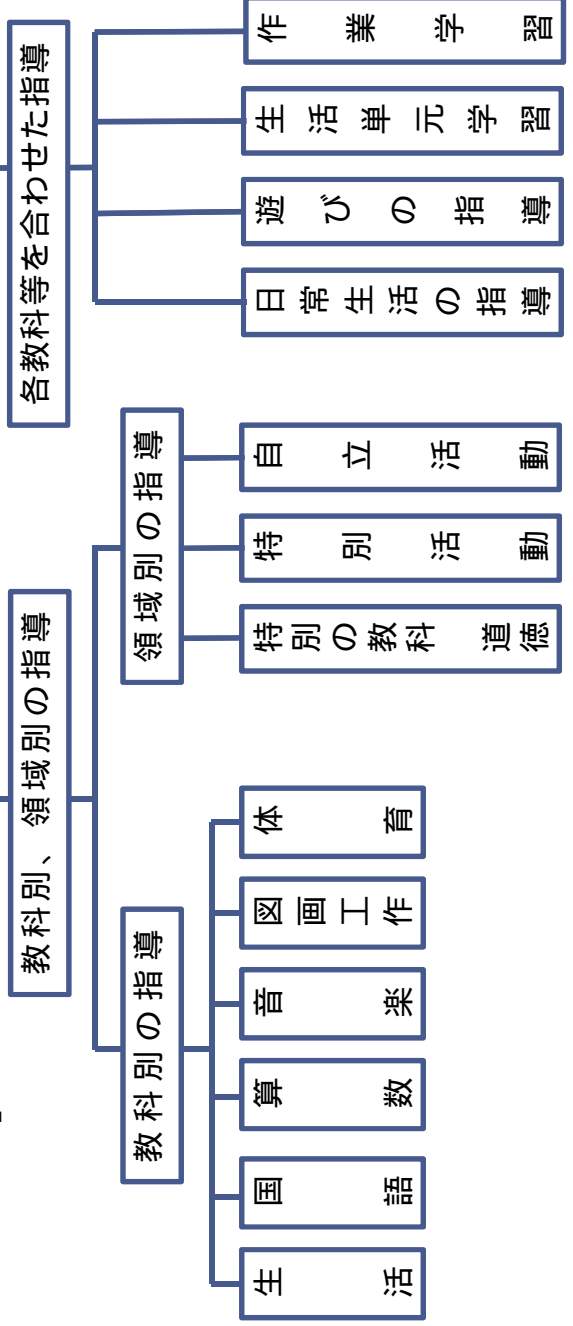 教科別、領域別の指導
各教科等を合わせた指導
教科別の指導
領域別の指導
生活
国語
算数
音楽
図画工作
体育
特別の教科 道徳
特別活動
自立活動
日常生活の指導
遊びの指導
生活単元学習
作業学習